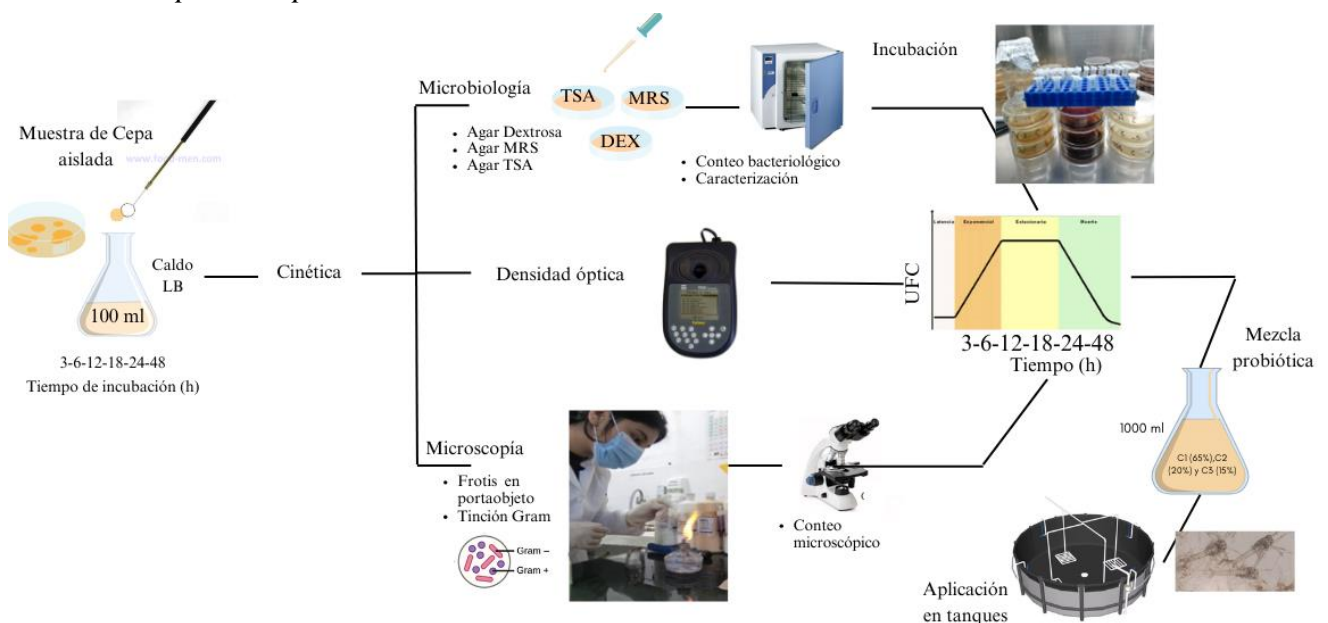 Muestra de Cepa
aislada
Caldo
LB
100 ml
3-6-12-18-24-48
Tiempo de incubación (h)
Cinética
Microbiología
• Agar Dextrosa
• Agar MRS
• Agar TSA
TSA
MRS
DEX
• Conteo bacteriológico
• Caracterización
Incubación
Densidad óptica
Latencia
Exponencial
Estacionaria
Muerte
UFC
3-6-12-18-24-48
Tiempo (h)
Microscopía
• Frotis en
portaobjeto
• Tinción Gram
Gram –
Gram +
• Conteo
microscópico
Mezcla
probiótica
1000 ml
C1 (65%),C2
(20%) y C3 (15%)
Aplicación
en tanques